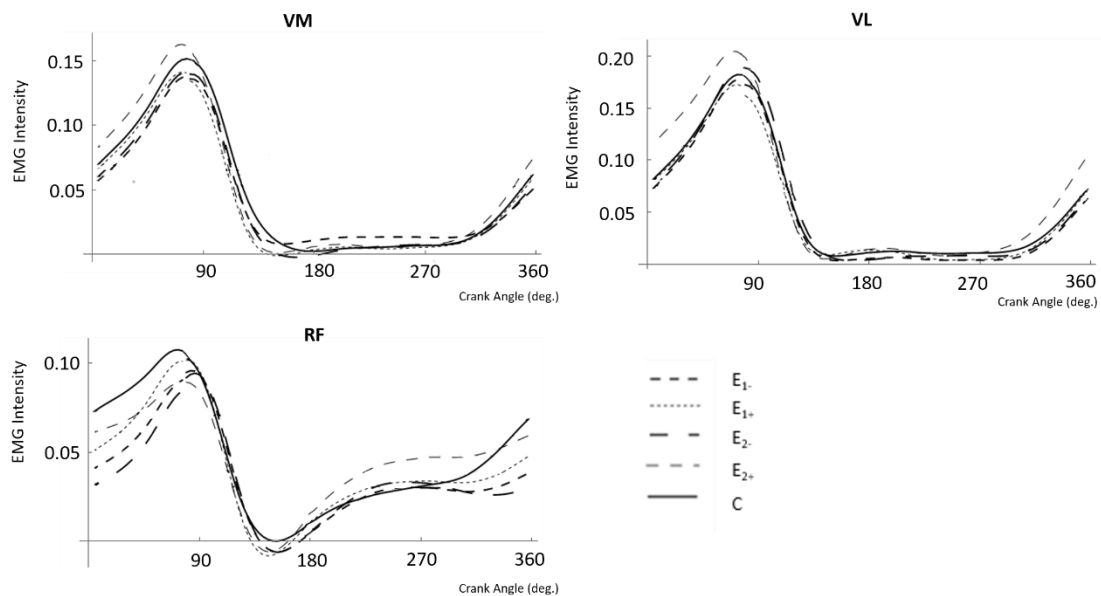 VM
EMG Intensity
0.15
0.10
0.05
90
180
270
360
Crank Angle (deg.)
VL
EMG Intensity
0.20
0.15
0.10
0.05
90
180
270
360
Crank Angle (deg.)
RF
EMG Intensity
0.10
0.05
90
180
270
360
Crank Angle (deg.)
E₁₋
E₁₊
E₂₋
E₂₊
C